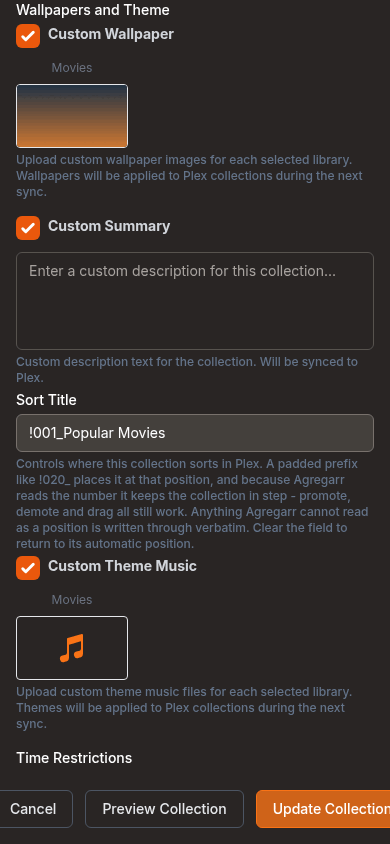 Wallpapers and Theme
Custom Wallpaper
Movies
Upload custom wallpaper images for each selected library.
Wallpapers will be applied to Plex collections during the next
sync.
Custom Summary
Enter a custom description for this collection...
Custom description text for the collection. Will be synced to
Plex.
Sort Title
!001_Popular Movies
Controls where this collection sorts in Plex. A padded prefix
like !020_ places it at that position, and because Agregarr
reads the number it keeps the collection in step - promote,
demote and drag all still work. Anything Agregarr cannot read
as a position is written through verbatim. Clear the field to
return to its automatic position.
Custom Theme Music
Movies
Upload custom theme music files for each selected library.
Themes will be applied to Plex collections during the next
sync.
Time Restrictions
Cancel Preview Collection Update Collection